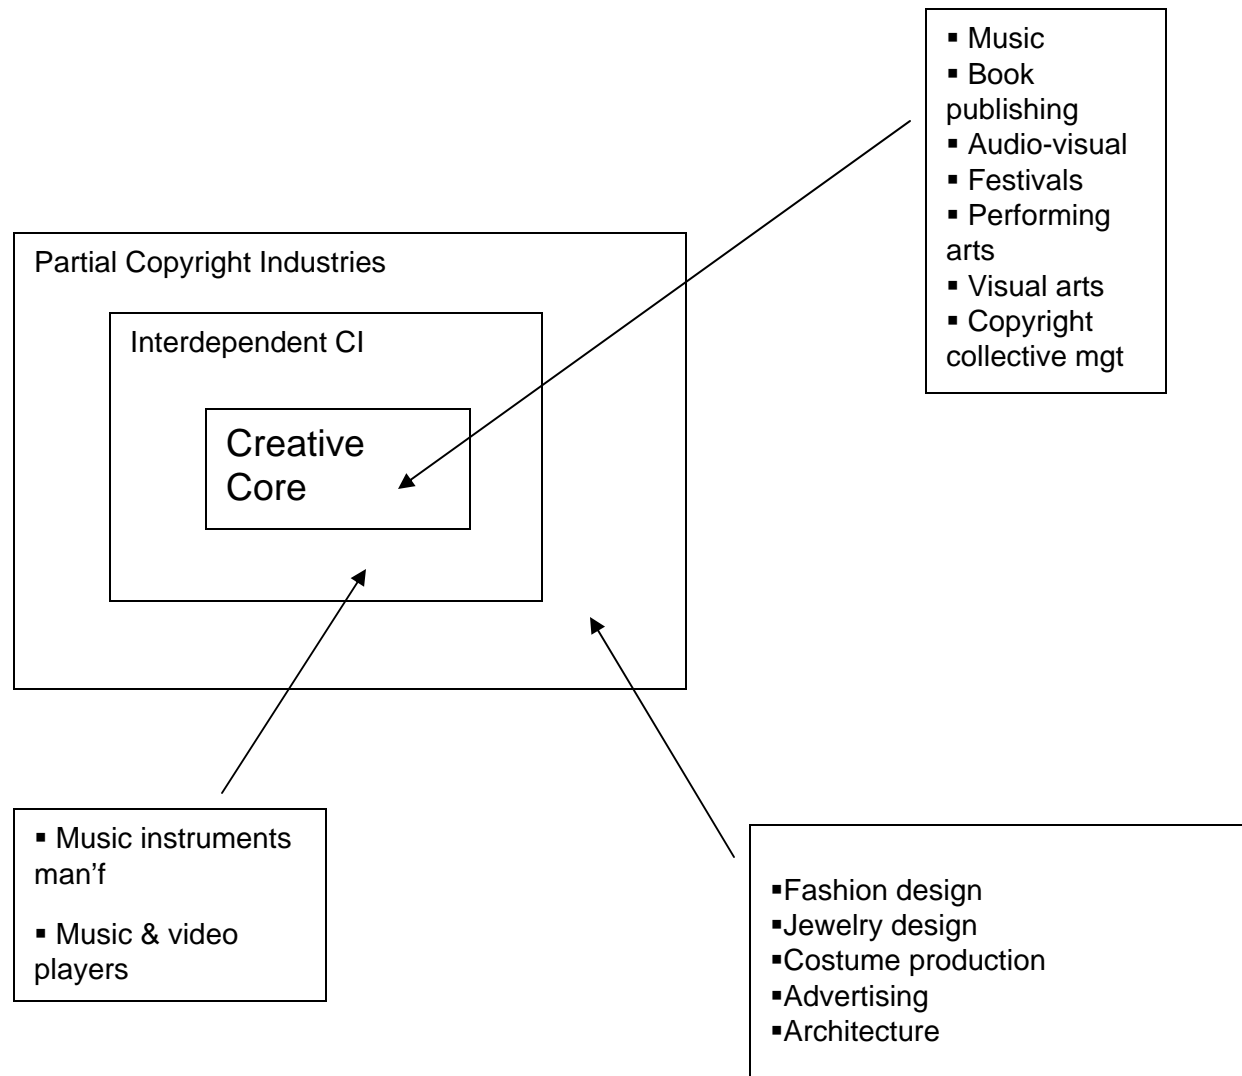 ▪ Music
▪ Book
publishing
▪ Audio-visual
▪ Festivals
▪ Performing
arts
▪ Visual arts
▪ Copyright
collective mgt
Partial Copyright Industries
Interdependent CI
Creative
Core
▪ Music instruments
man’f
▪ Music & video
players
▪Fashion design
▪Jewelry design
▪Costume production
▪Advertising
▪Architecture